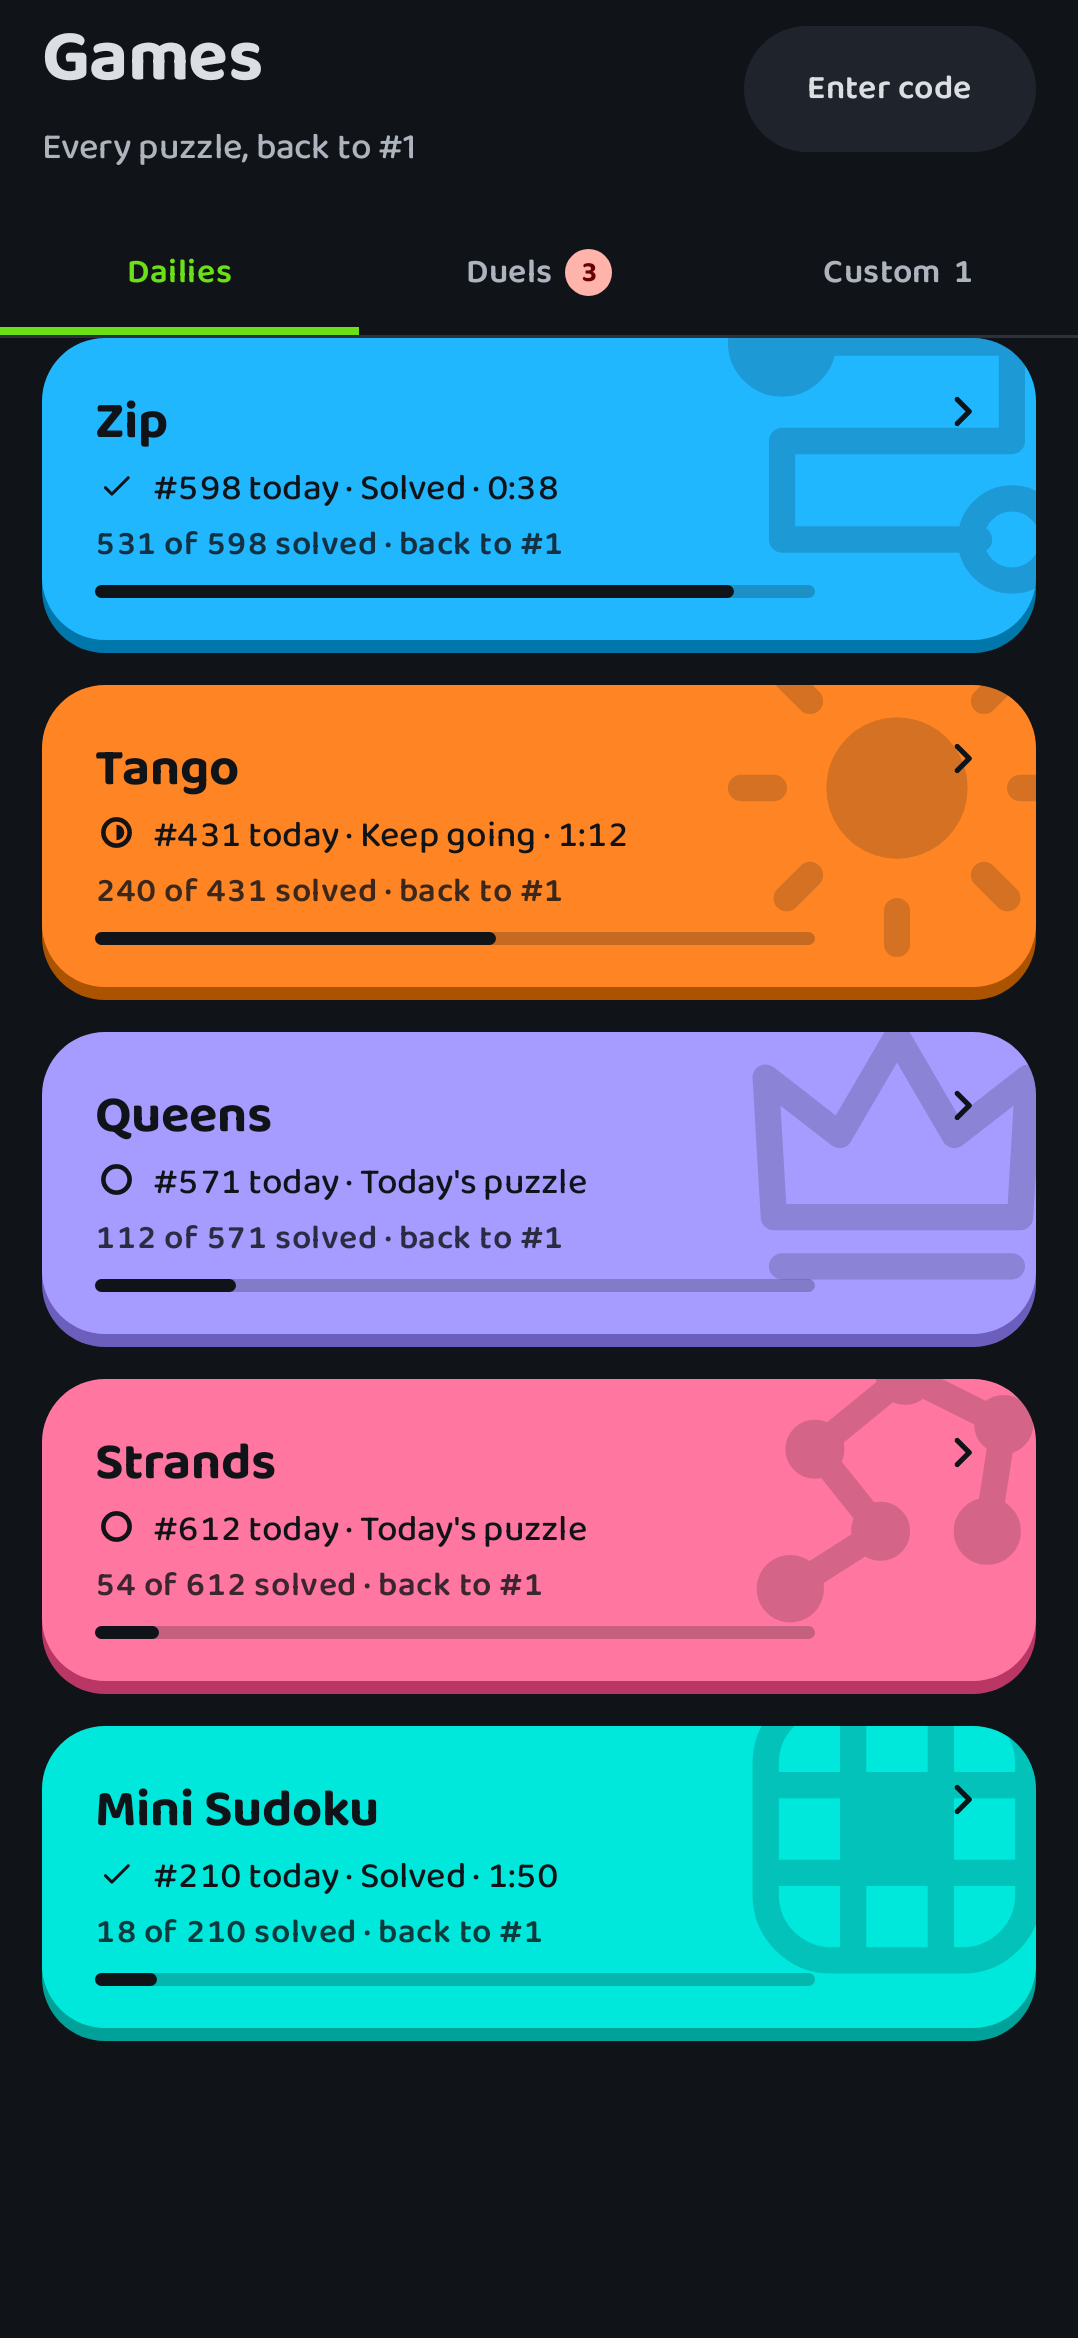 Games
Enter code
Every puzzle, back to #1
Dailies
Duels 3
Custom 1
Zip
#598 today · Solved · 0:38
531 of 598 solved · back to #1
Tango
#431 today · Keep going · 1:12
240 of 431 solved · back to #1
Queens
#571 today · Today's puzzle
112 of 571 solved · back to #1
Strands
#612 today · Today's puzzle
54 of 612 solved · back to #1
Mini Sudoku
#210 today · Solved · 1:50
18 of 210 solved · back to #1